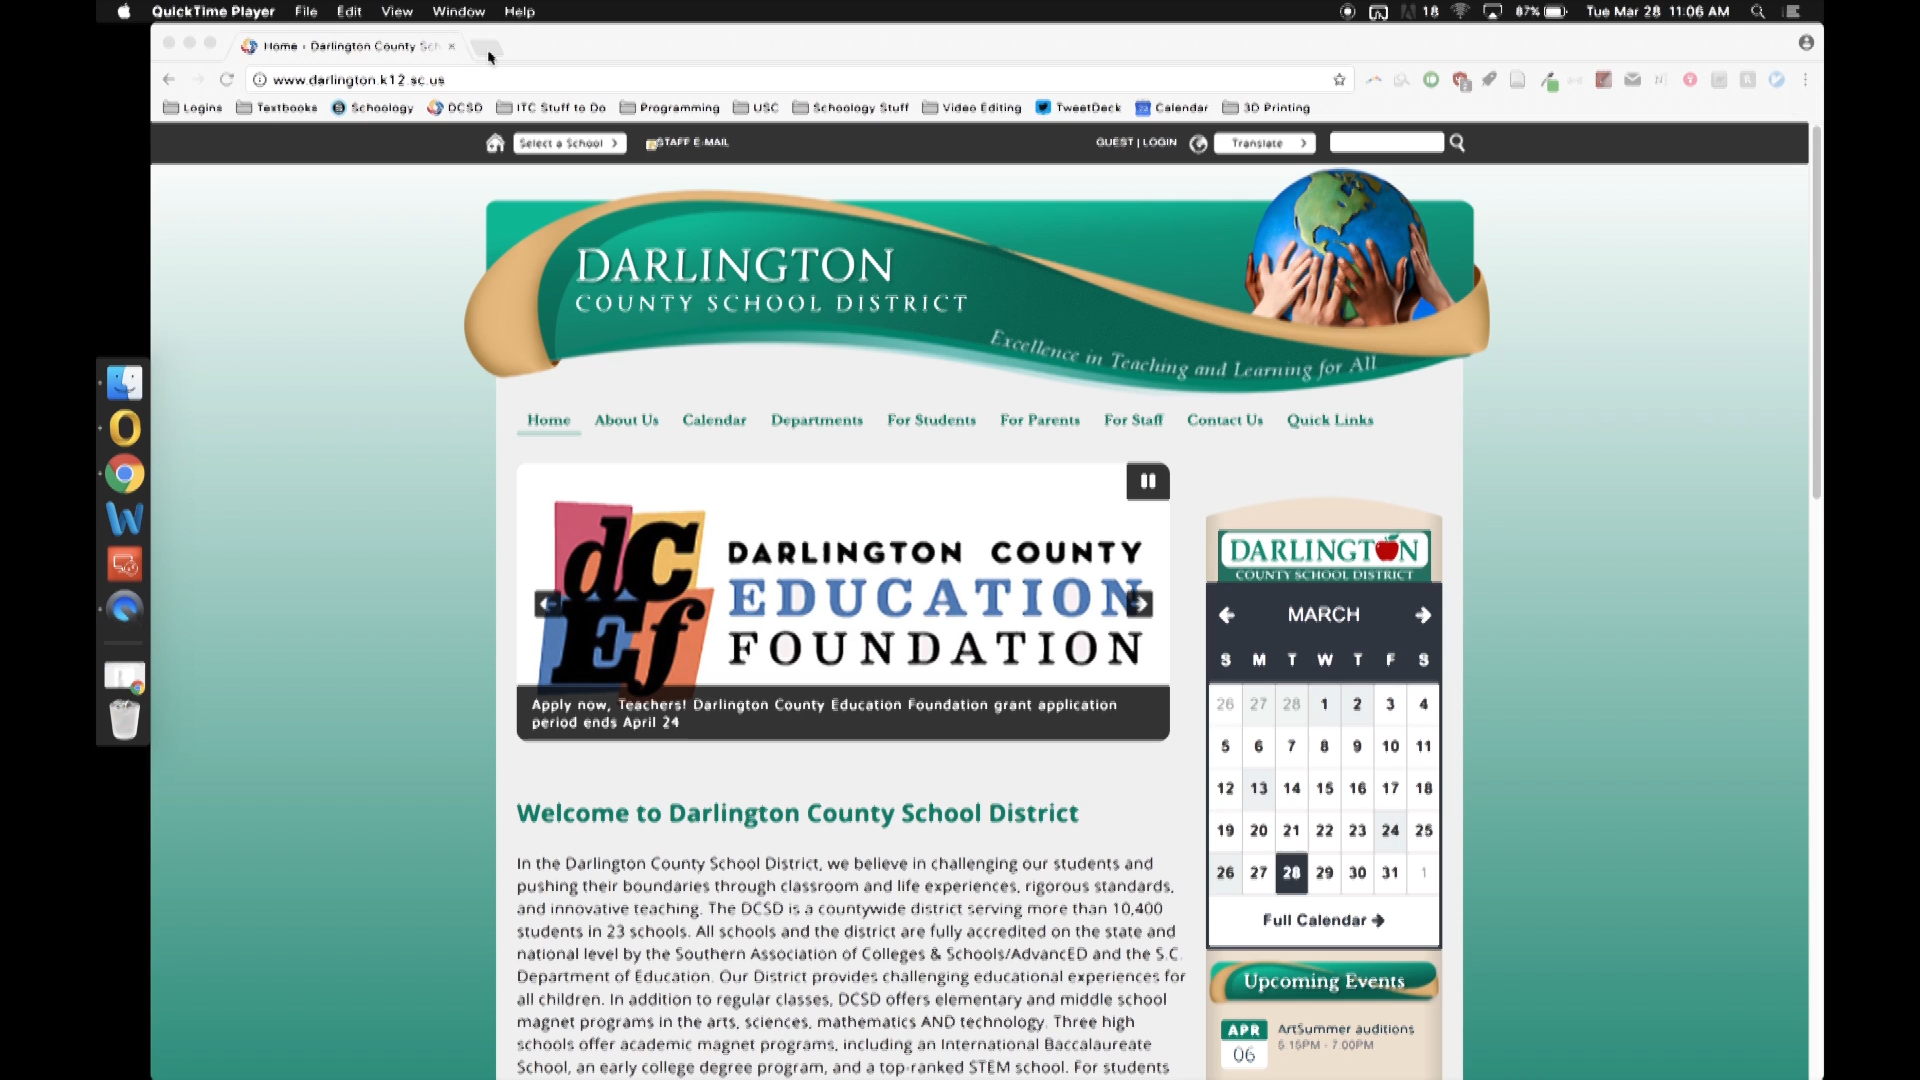 QuickTime Player File Edit View Window Help 18 87% Tue Mar 28 11:06 AM
Home - Darlington County Sch
www.darlington.k12.sc.us
Logins Textbooks Schoology DCSD ITC Stuff to Do Programming USC Schoology Stuff Video Editing TweetDeck Calendar 3D Printing
Select a School STAFF E-MAIL GUEST | LOGIN Translate
DARLINGTON
COUNTY SCHOOL DISTRICT
Excellence in Teaching and Learning for All
Home About Us Calendar Departments For Students For Parents For Staff Contact Us Quick Links
dC
Ef
DARLINGTON COUNTY
EDUCATION
FOUNDATION
Apply now, Teachers! Darlington County Education Foundation grant application
period ends April 24
Welcome to Darlington County School District
In the Darlington County School District, we believe in challenging our students and
pushing their boundaries through classroom and life experiences, rigorous standards,
and innovative teaching. The DCSD is a countywide district serving more than 10,400
students in 23 schools. All schools and the district are fully accredited on the state and
national level by the Southern Association of Colleges & Schools/AdvancED and the S.C.
Department of Education. Our District provides challenging educational experiences for
all children. In addition to regular classes, DCSD offers elementary and middle school
magnet programs in the arts, sciences, mathematics AND technology. Three high
schools offer academic magnet programs, including an International Baccalaureate
School, an early college degree program, and a top-ranked STEM school. For students
DARLINGTON
COUNTY SCHOOL DISTRICT
MARCH
S M T W T F S
26 27 28 1 2 3 4
5 6 7 8 9 10 11
12 13 14 15 16 17 18
19 20 21 22 23 24 25
26 27 28 29 30 31 1
Full Calendar
Upcoming Events
APR
06
ArtSummer auditions
5:15PM - 7:00PM